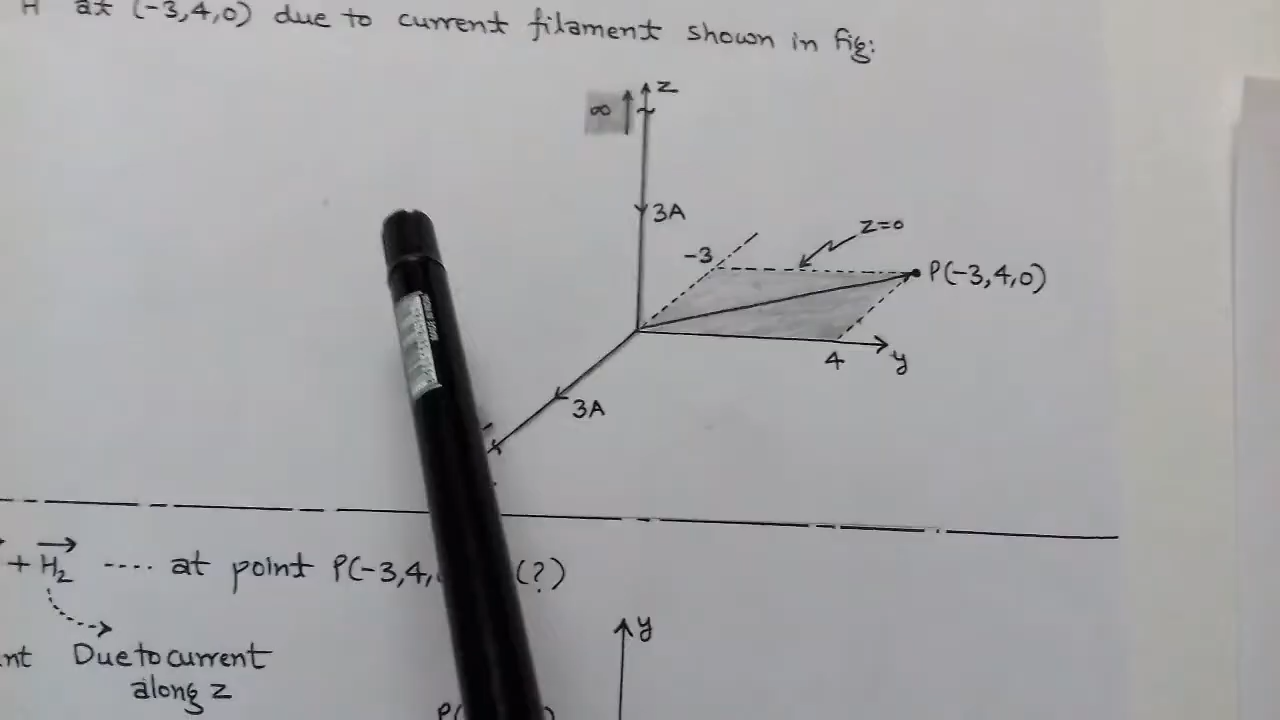 H at (-3,4,0) due to current filament shown in fig:
z
∞
3A
z=0
-3
P(-3,4,0)
4
y
3A
x
+ H₂ .... at point P(-3,4, (?)
y
Due to current
along z
P(